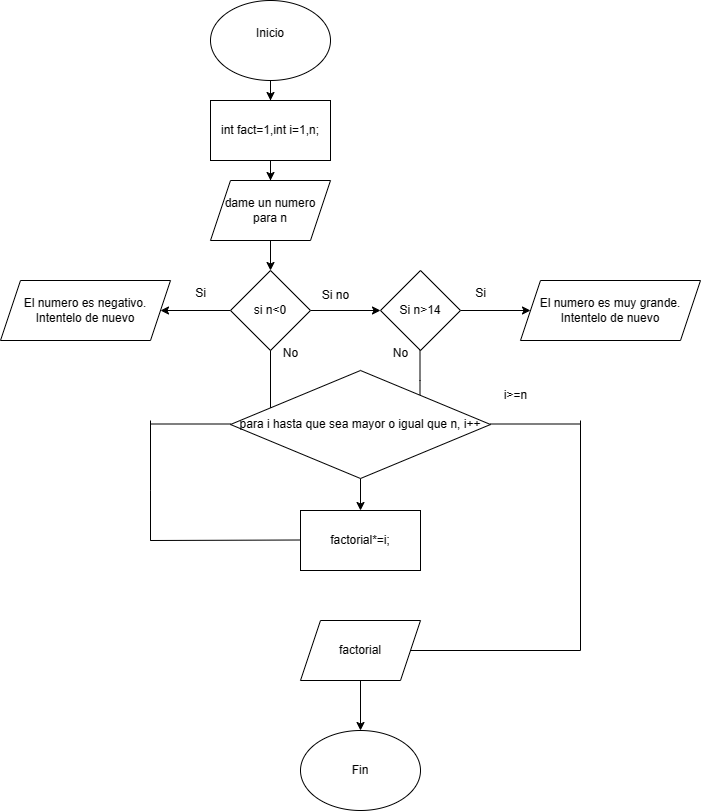 Inicio
int fact=1,int i=1,n;
dame un numero
para n
Si
Si no
Si
El numero es negativo.
Intentelo de nuevo
si n<0
Si n>14
El numero es muy grande.
Intentelo de nuevo
No
No
i>=n
para i hasta que sea mayor o igual que n, i++
factorial*=i;
factorial
Fin